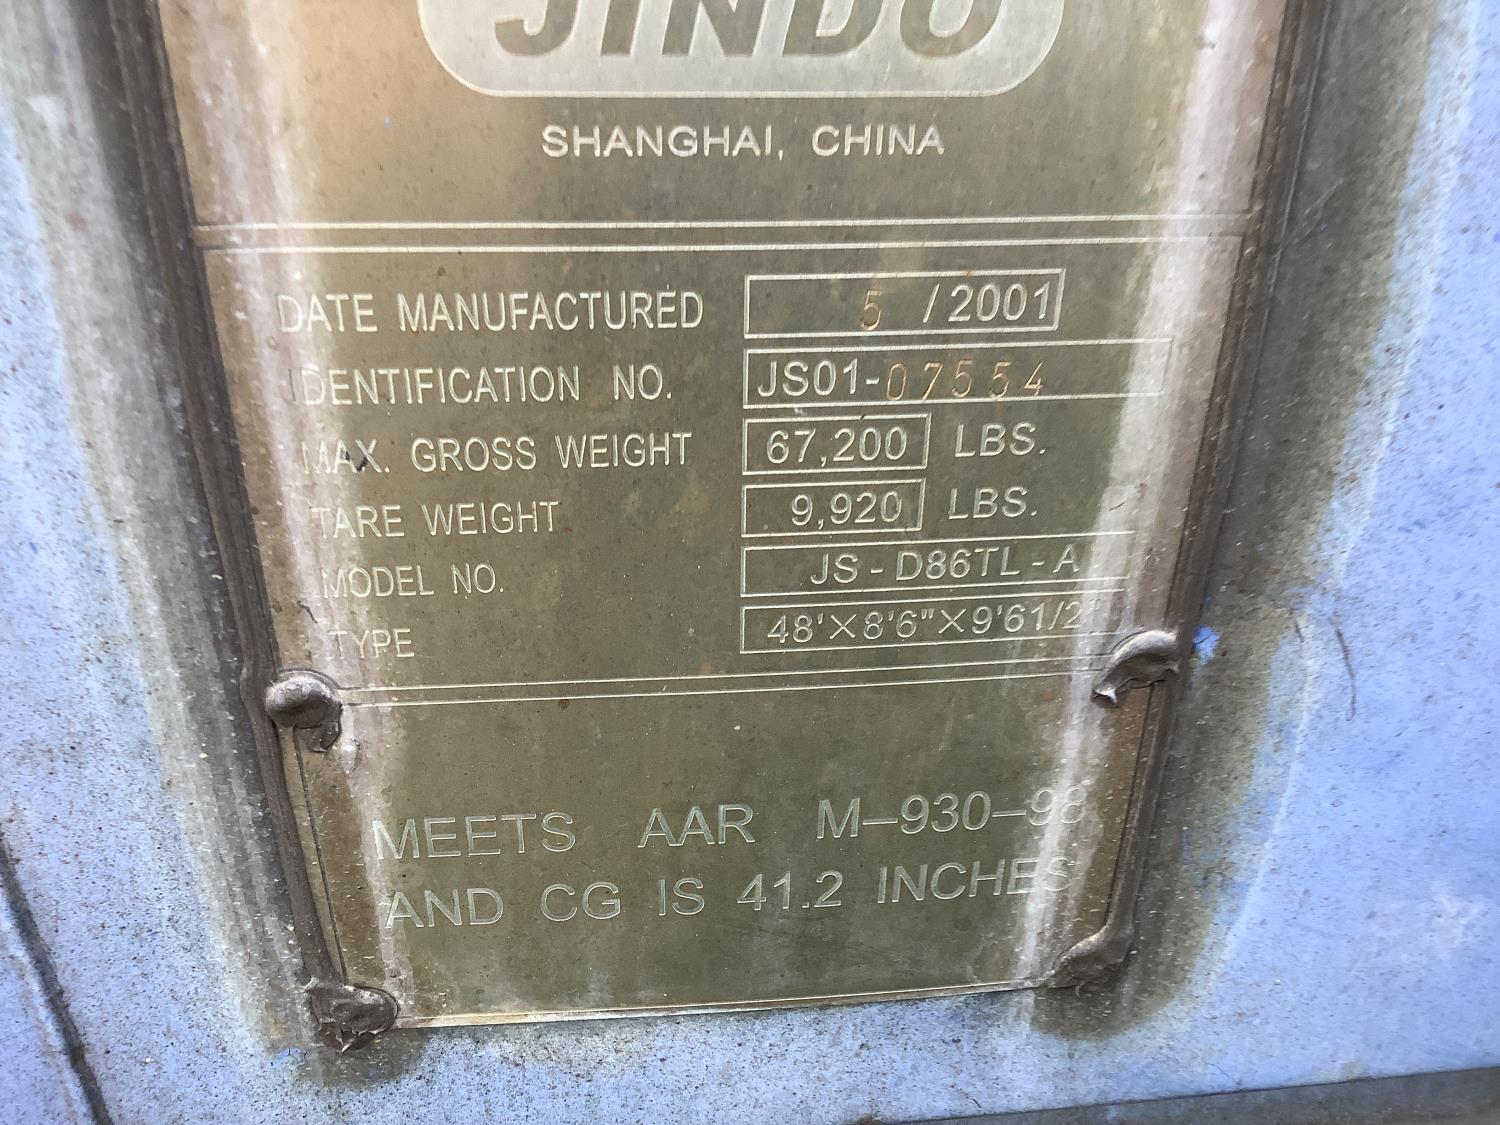 JINDO
SHANGHAI, CHINA
DATE MANUFACTURED 5 /2001
IDENTIFICATION NO. JS01-07554
MAX. GROSS WEIGHT 67,200 LBS.
TARE WEIGHT 9,920 LBS.
MODEL NO. JS-D86TL-A
TYPE 48'X8'6"X9'61/2"
MEETS AAR M-930-98
AND CG IS 41.2 INCHES